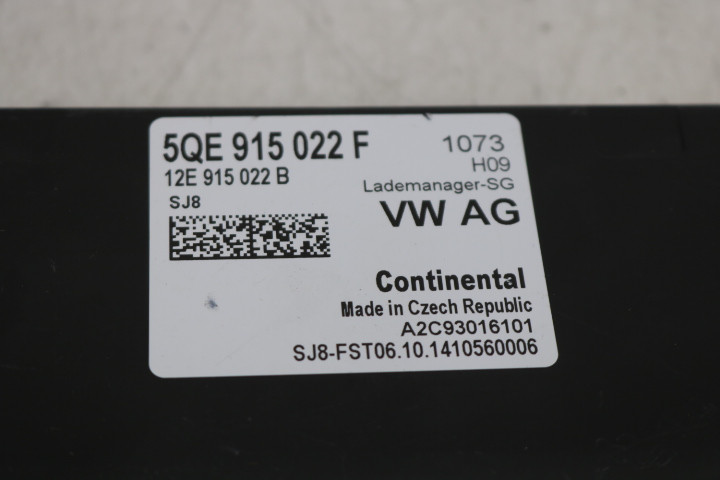 5QE 915 022 F
1073
12E 915 022 B
H09
Lademanager-SG
SJ8
VW AG
Continental
Made in Czech Republic
A2C93016101
SJ8-FST06.10.1410560006